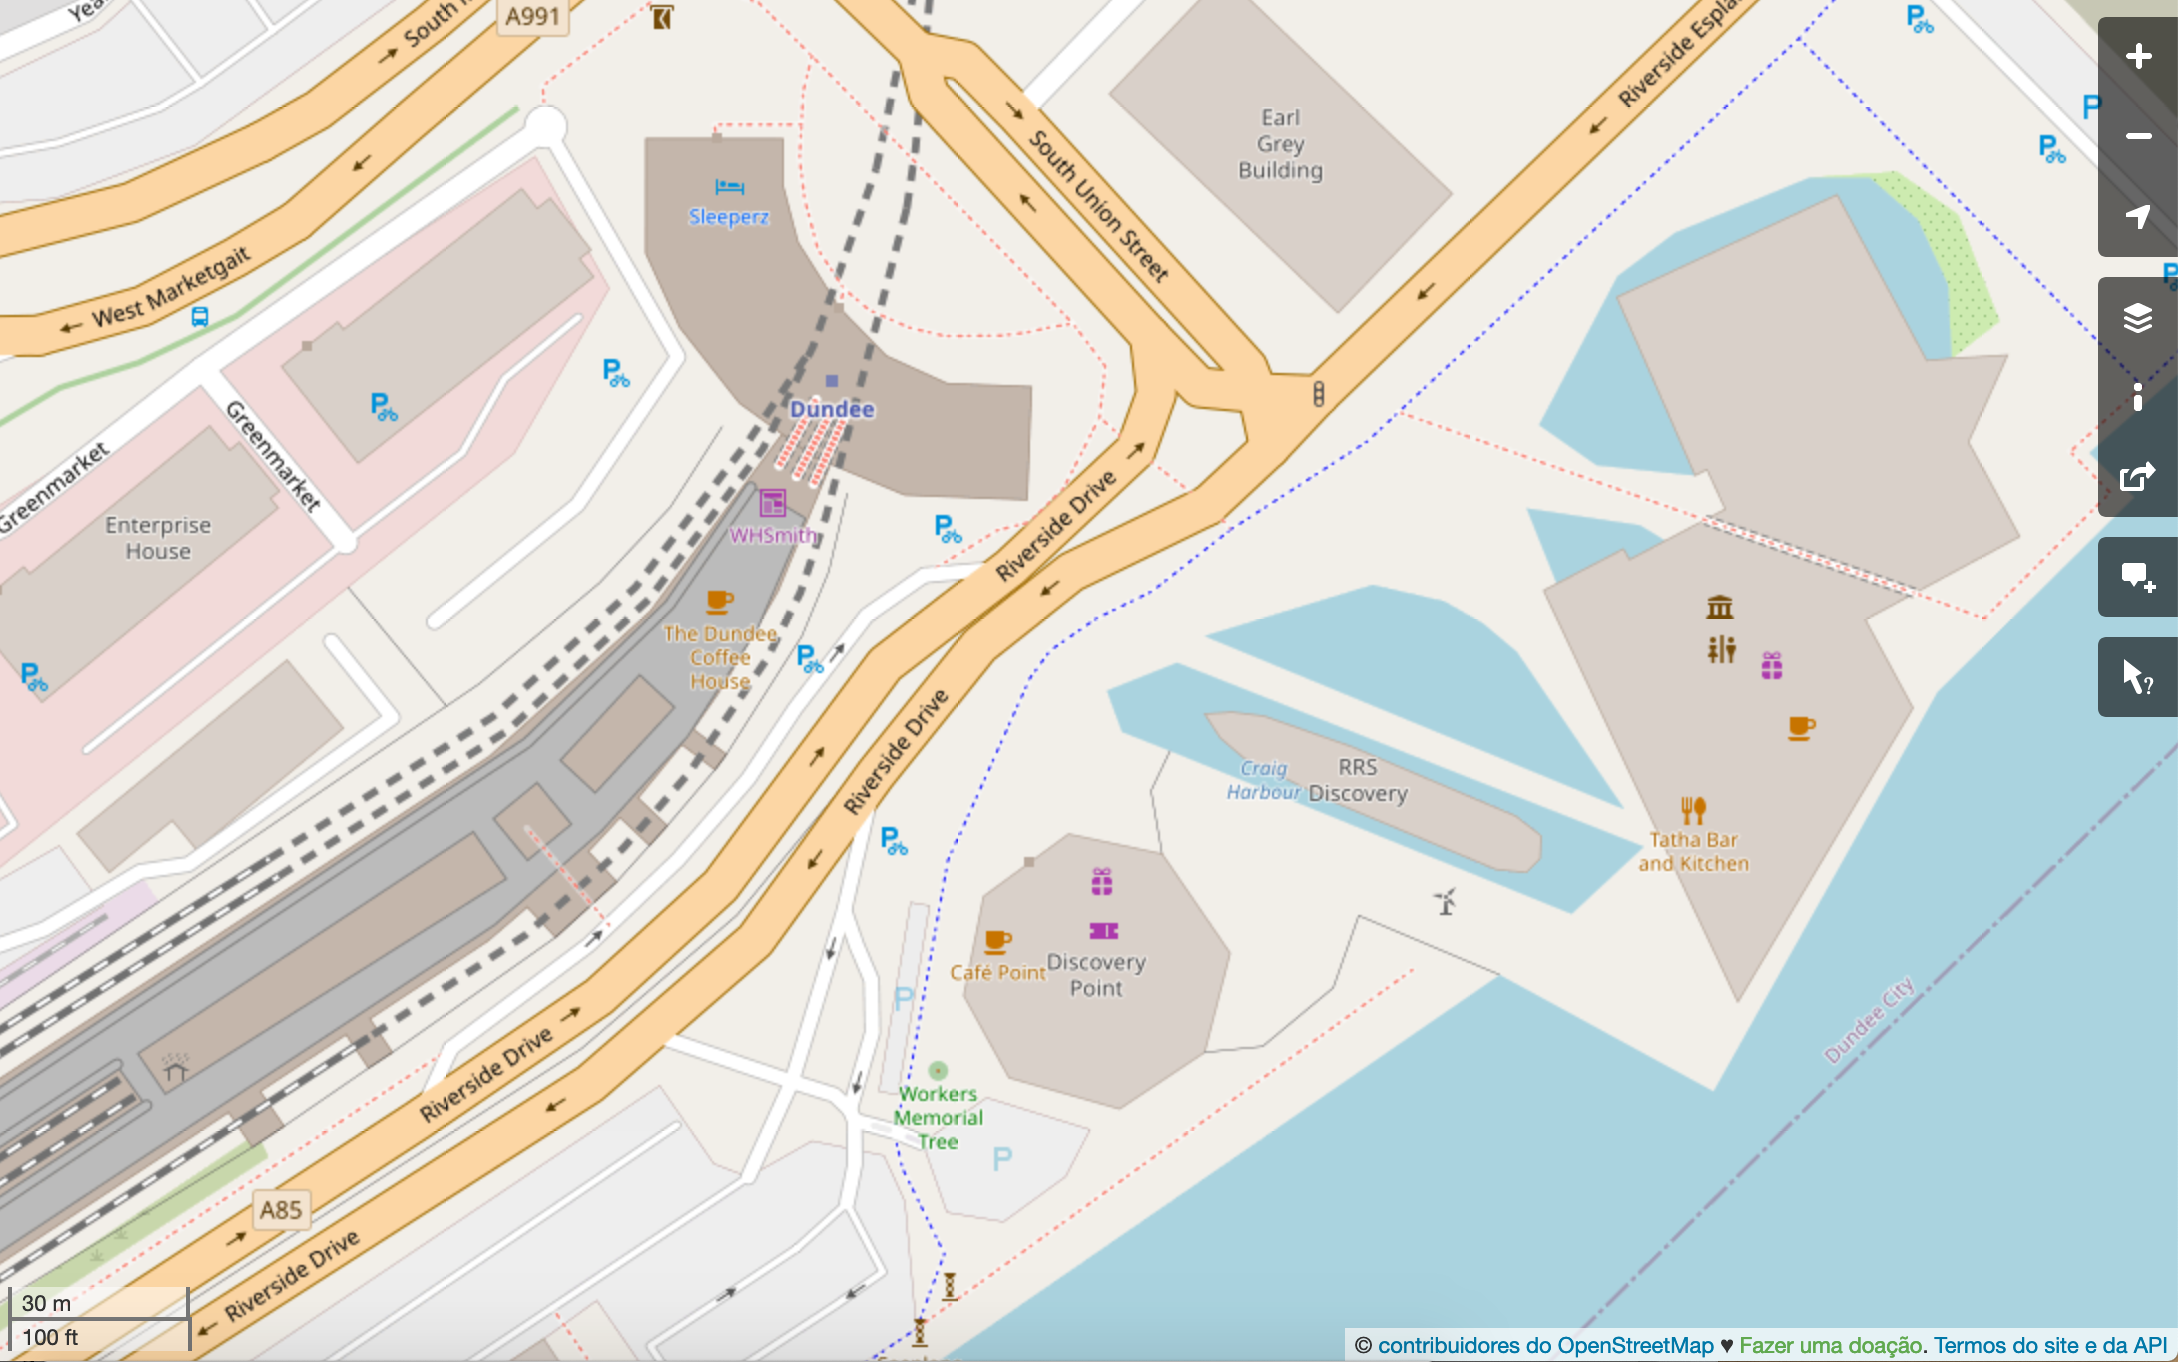 A991
South
West Marketgait
Greenmarket
Greenmarket
Enterprise
House
Sleeperz
Dundee
WHSmith
The Dundee
Coffee
House
South Union Street
Earl
Grey
Building
Riverside
Riverside Drive
Riverside Drive
Riverside Drive
Riverside Drive
A85
P
P
P
P
P
P
P
P
P
P
P
P
Craig
Harbour
RRS
Discovery
Tatha Bar
and Kitchen
Café Point
Discovery
Point
Workers
Memorial
Tree
Dundee City
30 m
100 ft
© contribuidores do OpenStreetMap ♥ Fazer uma doação. Termos do site e da API